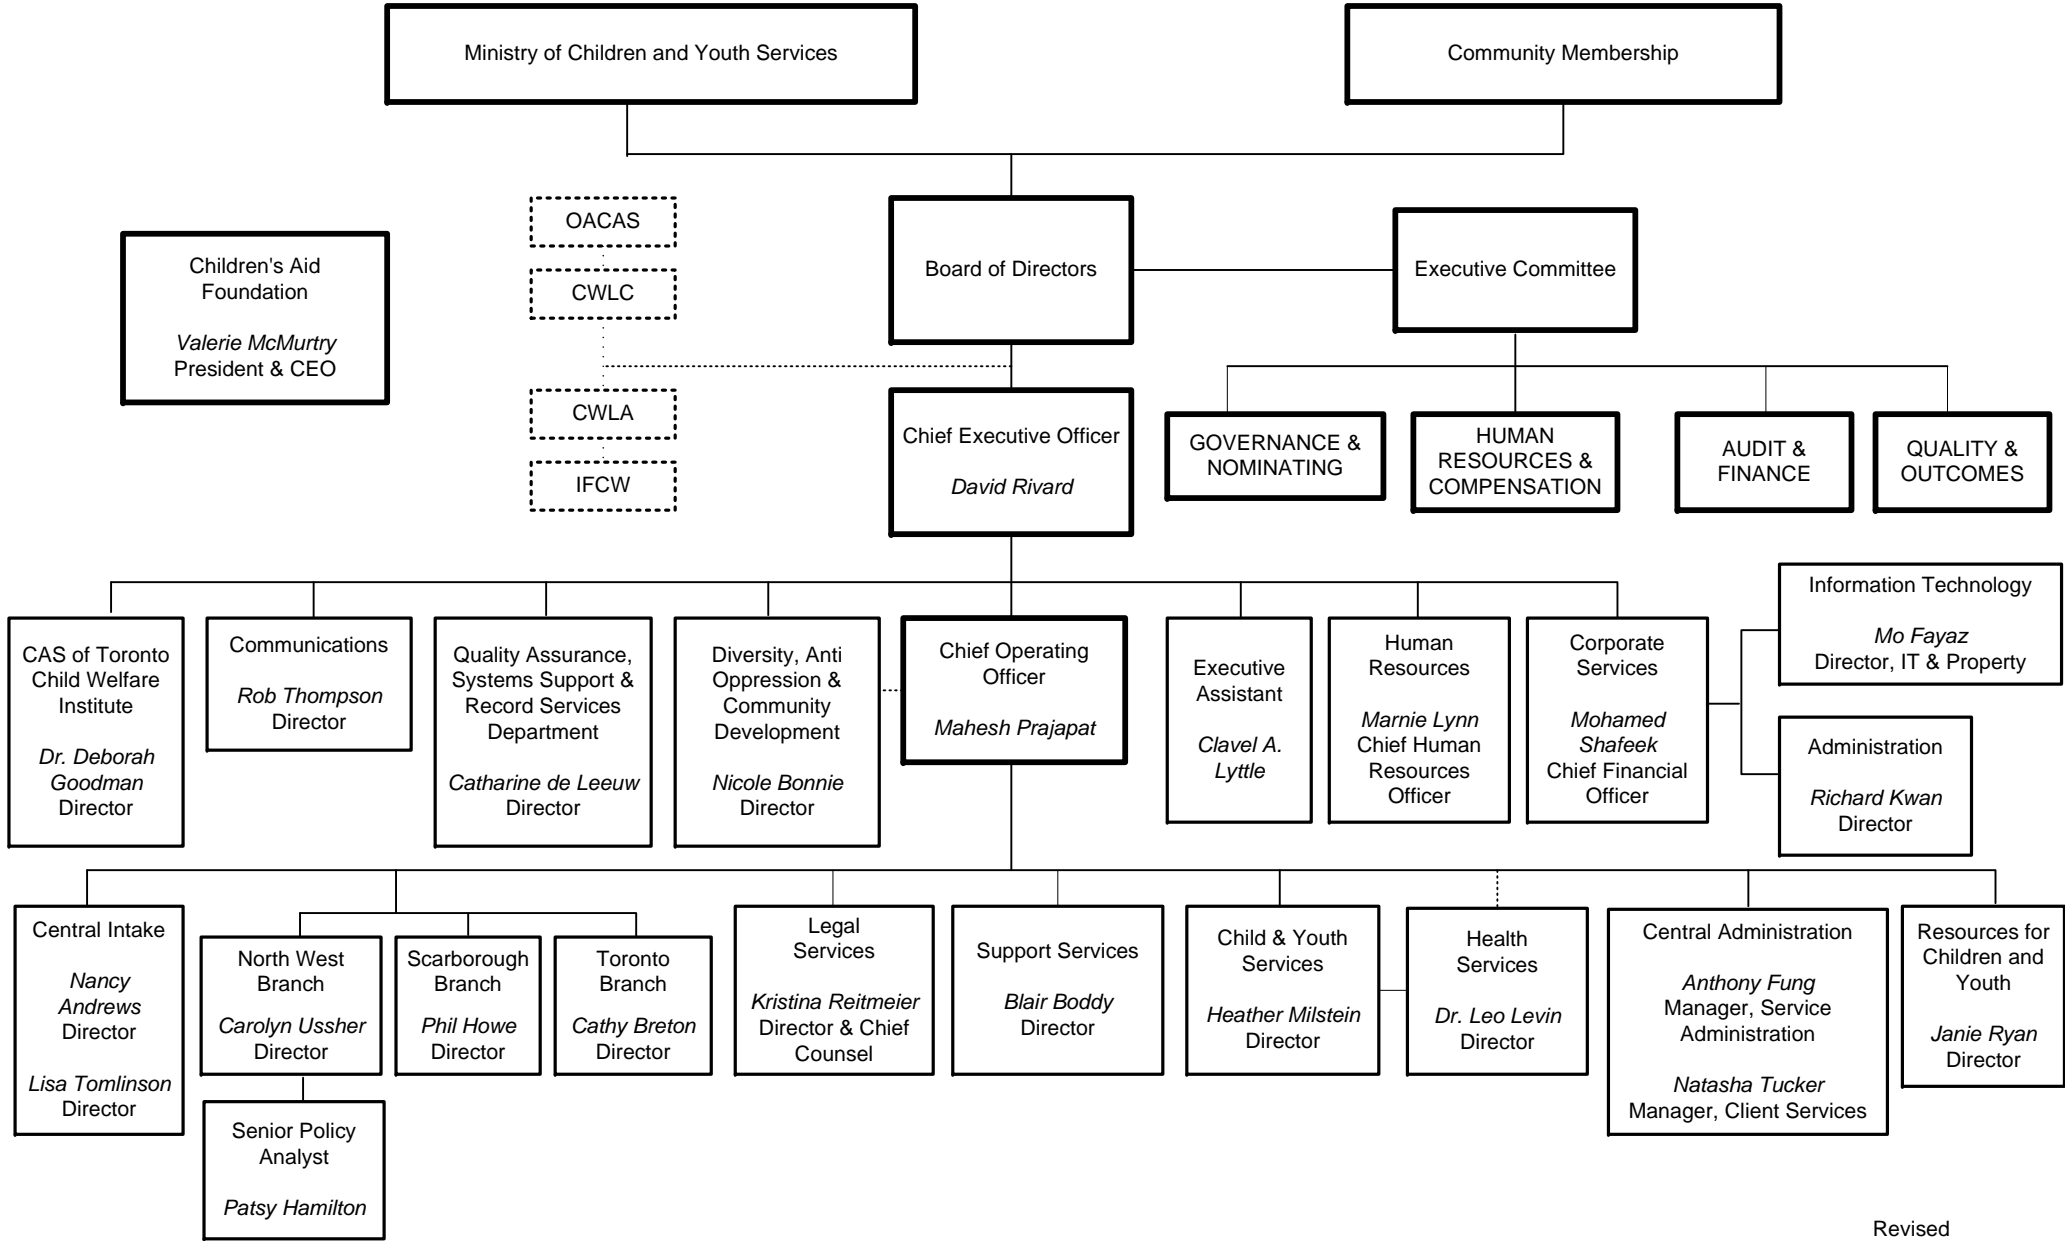 Ministry of Children and Youth Services
Community Membership
OACAS
CWLC
CWLA
IFCW
Children's Aid
Foundation
Valerie McMurtry
President & CEO
Board of Directors
Executive Committee
Chief Executive Officer
David Rivard
GOVERNANCE &
NOMINATING
HUMAN
RESOURCES &
COMPENSATION
AUDIT &
FINANCE
QUALITY &
OUTCOMES
CAS of Toronto
Child Welfare
Institute
Dr. Deborah
Goodman
Director
Communications
Rob Thompson
Director
Quality Assurance,
Systems Support &
Record Services
Department
Catharine de Leeuw
Director
Diversity, Anti
Oppression &
Community
Development
Nicole Bonnie
Director
Chief Operating
Officer
Mahesh Prajapat
Executive
Assistant
Clavel A.
Lyttle
Human
Resources
Marnie Lynn
Chief Human
Resources
Officer
Corporate
Services
Mohamed
Shafeek
Chief Financial
Officer
Information Technology
Mo Fayaz
Director, IT & Property
Administration
Richard Kwan
Director
Central Intake
Nancy
Andrews
Director
Lisa Tomlinson
Director
North West
Branch
Carolyn Ussher
Director
Scarborough
Branch
Phil Howe
Director
Toronto
Branch
Cathy Breton
Director
Legal
Services
Kristina Reitmeier
Director & Chief
Counsel
Support Services
Blair Boddy
Director
Child & Youth
Services
Heather Milstein
Director
Health
Services
Dr. Leo Levin
Director
Central Administration
Anthony Fung
Manager, Service
Administration
Natasha Tucker
Manager, Client Services
Resources for
Children and
Youth
Janie Ryan
Director
Senior Policy
Analyst
Patsy Hamilton
Revised